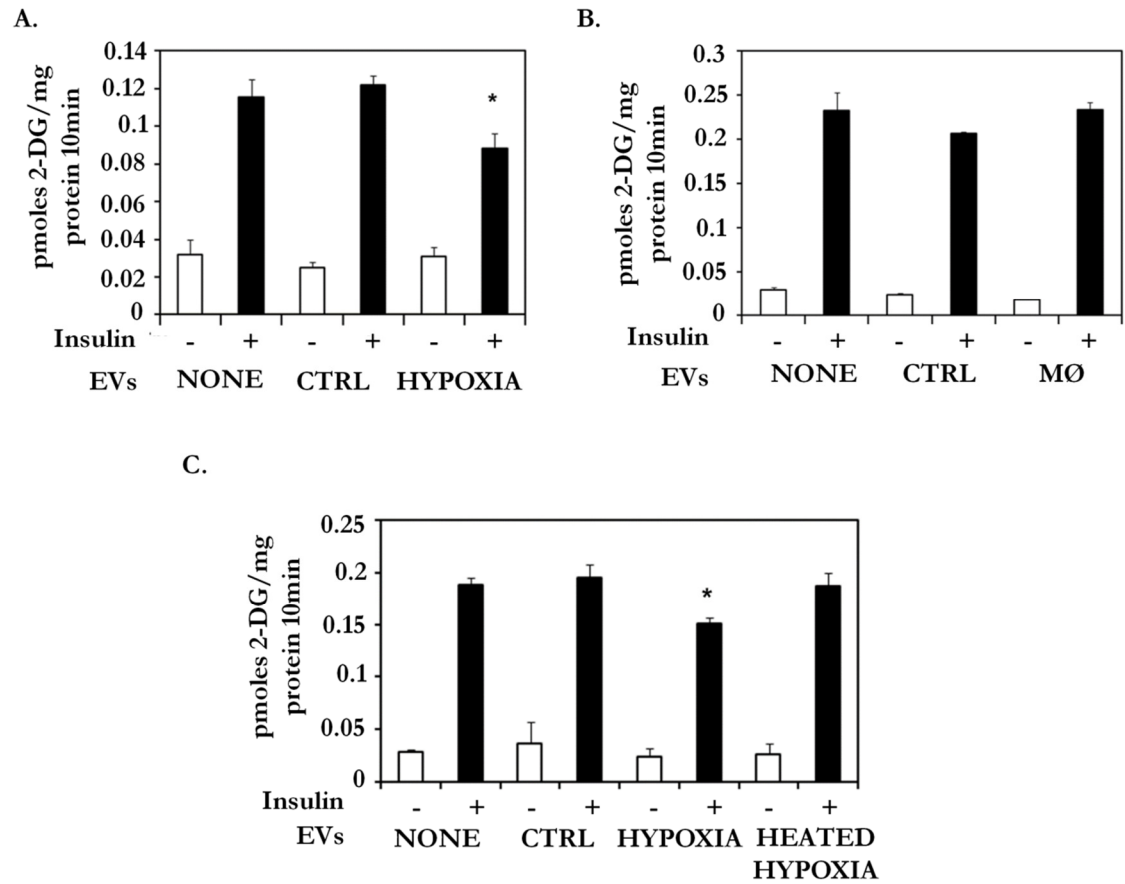 A.
pmoles 2-DG/mg
protein 10min
0.14
0.12
0.1
0.08
0.06
0.04
0.02
0
*
Insulin - + - + - +
EVs NONE CTRL HYPOXIA
B.
pmoles 2-DG/mg
protein 10min
0.3
0.25
0.2
0.15
0.1
0.05
0
Insulin - + - + - +
EVs NONE CTRL MØ
C.
pmoles 2-DG/mg
protein 10min
0.25
0.2
0.15
0.1
0.05
0
*
Insulin - + - + - + - +
EVs NONE CTRL HYPOXIA HEATED
HYPOXIA